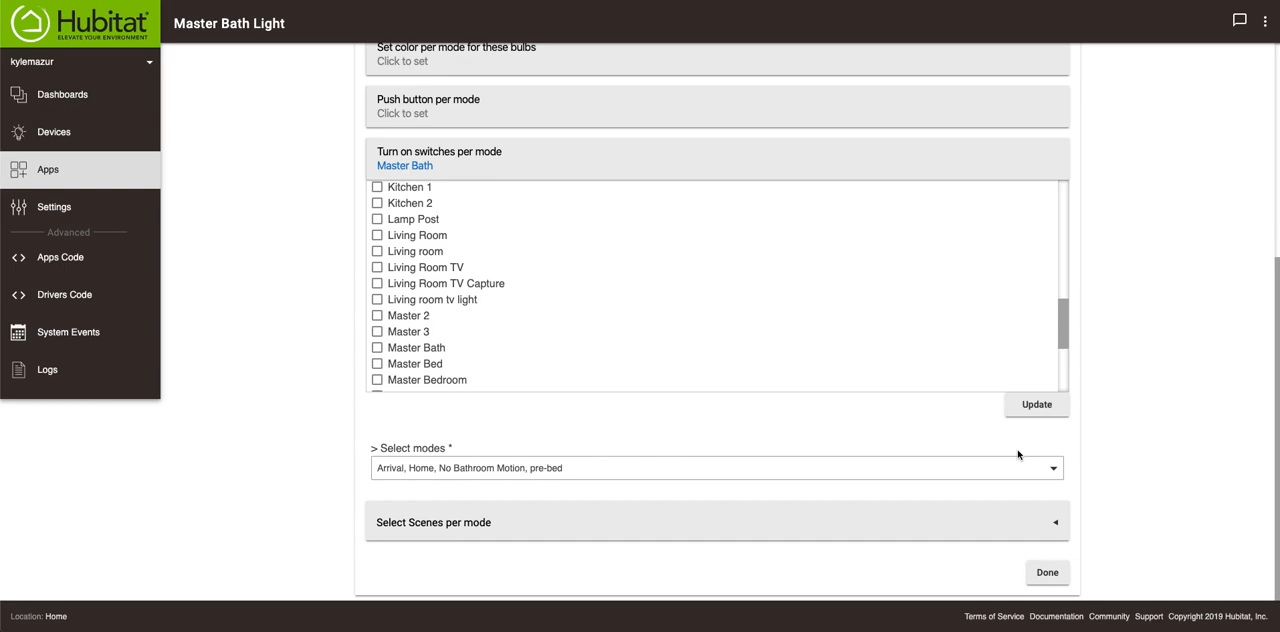 Hubitat®
ELEVATE YOUR ENVIRONMENT
Master Bath Light
kylemazur
Dashboards
Devices
Apps
Settings
Advanced
Apps Code
Drivers Code
System Events
Logs
Set color per mode for these bulbs
Click to set
Push button per mode
Click to set
Turn on switches per mode
Master Bath
Kitchen 1
Kitchen 2
Lamp Post
Living Room
Living room
Living Room TV
Living Room TV Capture
Living room tv light
Master 2
Master 3
Master Bath
Master Bed
Master Bedroom
Update
> Select modes *
Arrival, Home, No Bathroom Motion, pre-bed
Select Scenes per mode
Done
Location: Home
Terms of Service Documentation Community Support Copyright 2019 Hubitat, Inc.